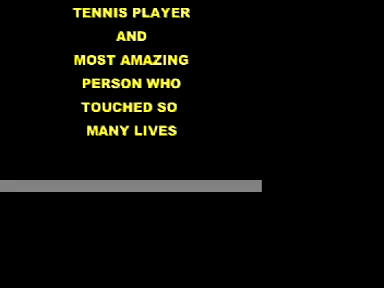 TENNIS PLAYER
AND
MOST AMAZING
PERSON WHO
TOUCHED SO
MANY LIVES